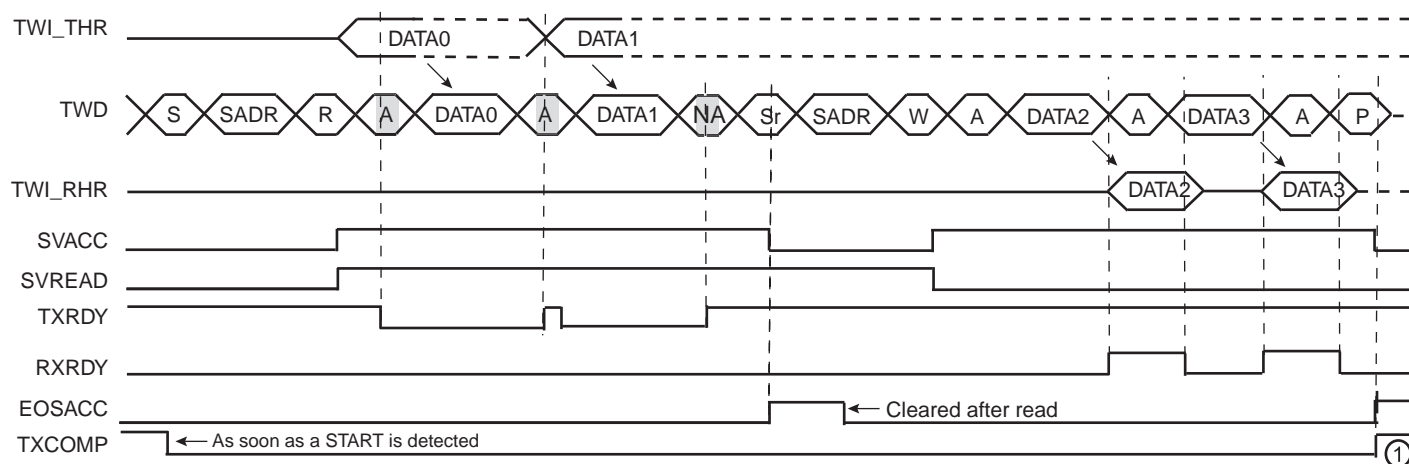 TWI_THR DATA0 DATA1
TWD S SADR R A DATA0 A DATA1 NA Sr SADR W A DATA2 A DATA3 A P
TWI_RHR DATA2 DATA3
SVACC
SVREAD
TXRDY
RXRDY
EOSACC Cleared after read
TXCOMP As soon as a START is detected 1